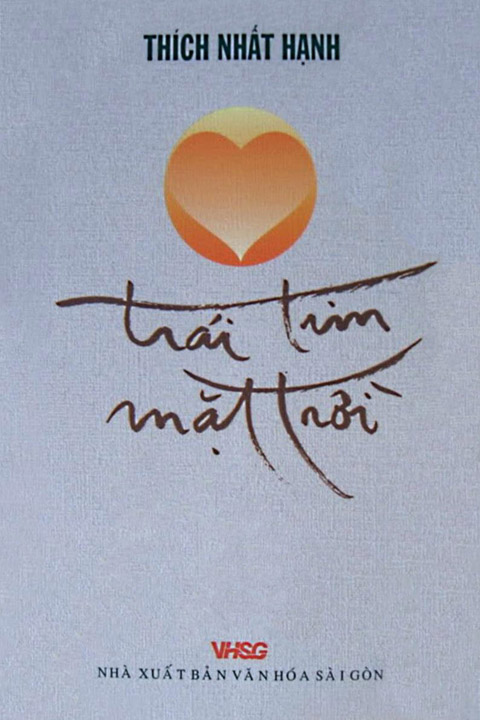 THÍCH NHẤT HẠNH
trái tim
mặt trời
VHSG
NHÀ XUẤT BẢN VĂN HÓA SÀI GÒN